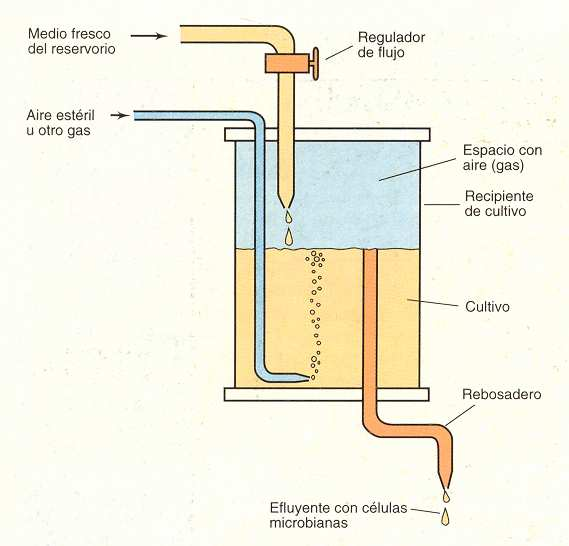 Medio fresco
del reservorio
Regulador
de flujo
Aire estéril
u otro gas
Espacio con
aire (gas)
Recipiente
de cultivo
Cultivo
Rebosadero
Efluyente con células
microbianas